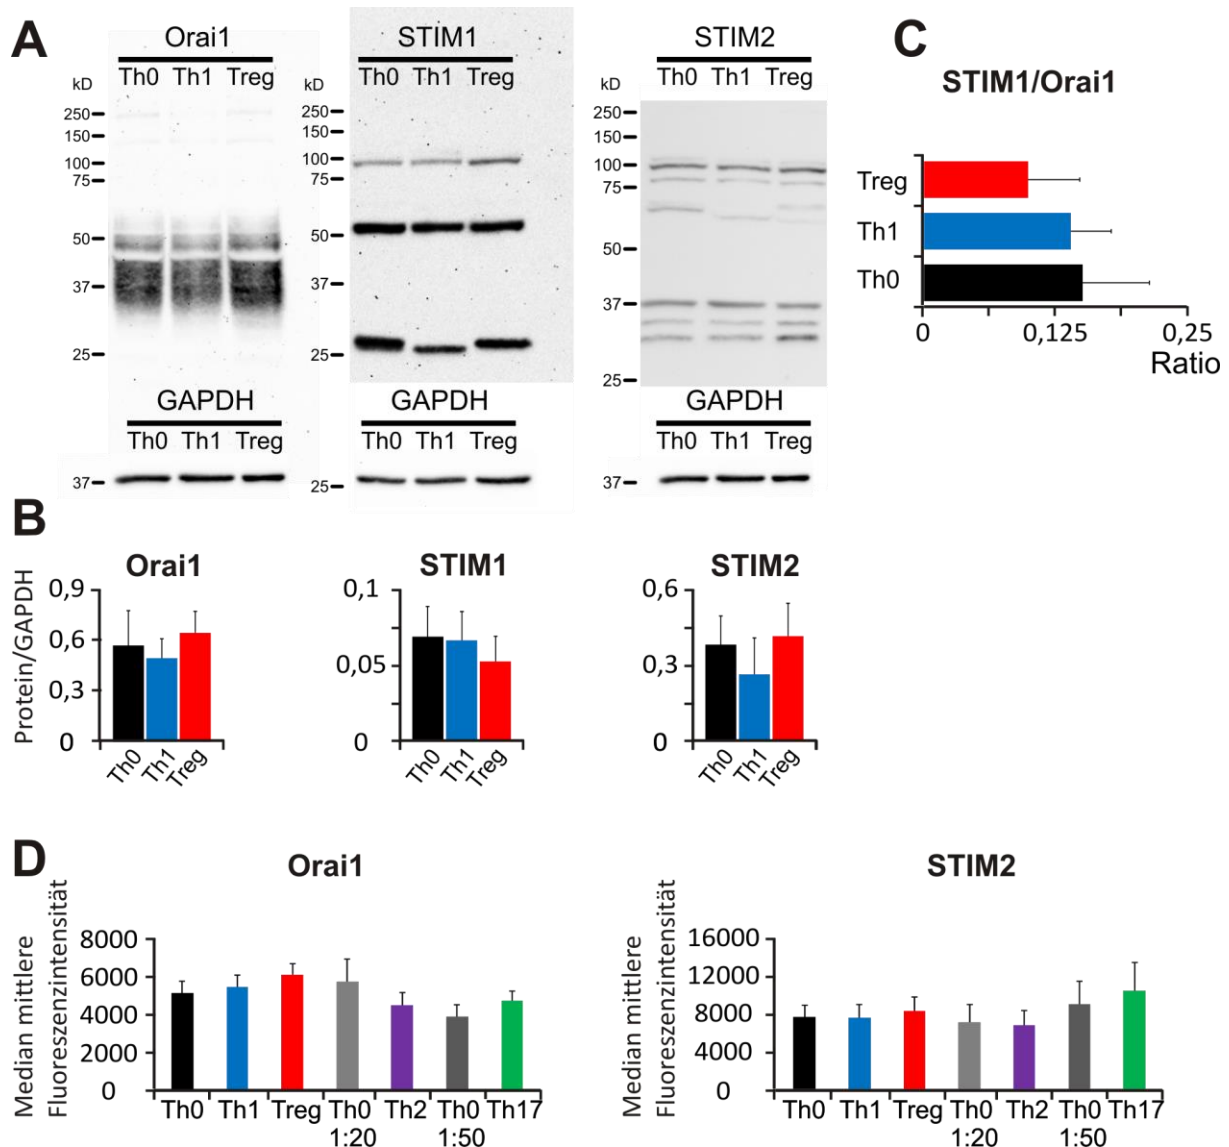 A
Orai1
Th0 Th1 Treg
kD
250
150
100
75
50
37
25
GAPDH
Th0 Th1 Treg
37
STIM1
Th0 Th1 Treg
kD
250
150
100
75
50
37
25
GAPDH
Th0 Th1 Treg
25
STIM2
Th0 Th1 Treg
kD
250
150
100
75
50
37
25
GAPDH
Th0 Th1 Treg
37
C
STIM1/Orai1
Treg
Th1
Th0
0 0,125 0,25
Ratio
B
Orai1
Protein/GAPDH
0,9
0,6
0,3
0
Th0 Th1 Treg
STIM1
0,1
0,05
0
Th0 Th1 Treg
STIM2
0,6
0,3
0
Th0 Th1 Treg
D
Orai1
Median mittlere
Fluoreszenzintensität
8000
6000
4000
2000
0
Th0 Th1 Treg Th0 Th2 Th0 Th17
1:20 1:50
STIM2
Median mittlere
Fluoreszenzintensität
16000
12000
8000
4000
0
Th0 Th1 Treg Th0 Th2 Th0 Th17
1:20 1:50